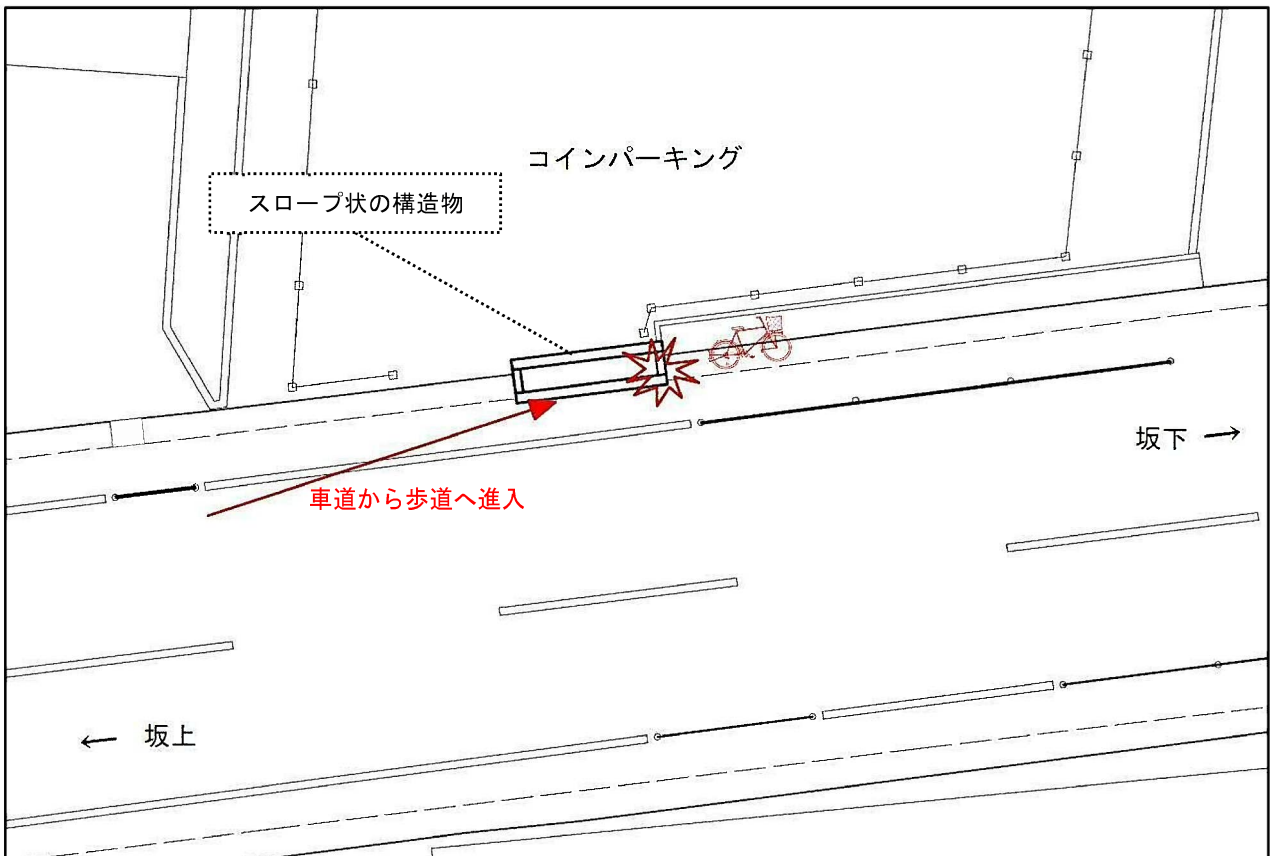 コインパーキング
スロープ状の構造物
坂下 →
車道から歩道へ進入
← 坂上